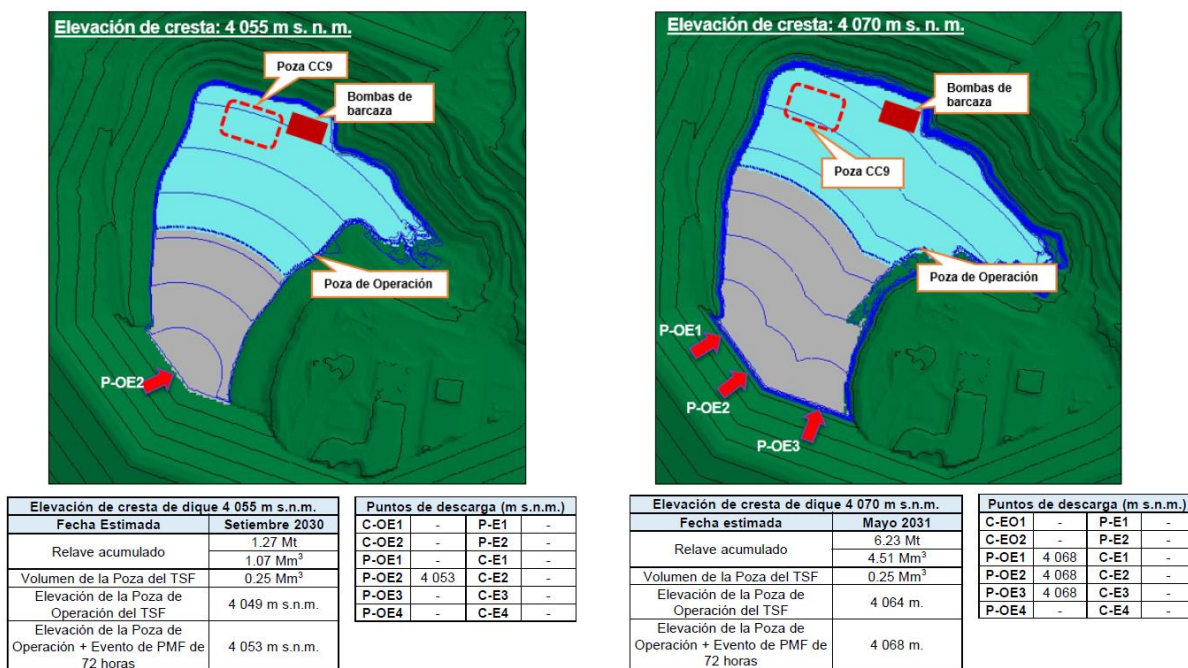 Elevación de cresta: 4 055 m s. n. m.
Poza CC9
Bombas de
barcaza
Poza de Operación
P-OE2
Elevación de cresta: 4 070 m s. n. m.
Bombas de
barcaza
Poza CC9
Poza de Operación
P-OE1
P-OE2
P-OE3
Elevación de cresta de dique 4 055 m s.n.m.
Fecha Estimada Setiembre 2030
Relave acumulado 1.27 Mt
1.07 Mm³
Volumen de la Poza del TSF 0.25 Mm³
Elevación de la Poza de
Operación del TSF 4 049 m s.n.m.
Elevación de la Poza de
Operación + Evento de PMF de
72 horas 4 053 m s.n.m.
Puntos de descarga (m s.n.m.)
C-OE1 - P-E1 -
C-OE2 - P-E2 -
P-OE1 - C-E1 -
P-OE2 4 053 C-E2 -
P-OE3 - C-E3 -
P-OE4 - C-E4 -
Elevación de cresta de dique 4 070 m s.n.m.
Fecha estimada Mayo 2031
Relave acumulado 6.23 Mt
4.51 Mm³
Volumen de la Poza del TSF 0.25 Mm³
Elevación de la Poza de
Operación del TSF 4 064 m.
Elevación de la Poza de
Operación + Evento de PMF de
72 horas 4 068 m.
Puntos de descarga (m s.n.m.)
C-EO1 - P-E1 -
C-EO2 - P-E2 -
P-OE1 4 068 C-E1 -
P-OE2 4 068 C-E2 -
P-OE3 4 068 C-E3 -
P-OE4 - C-E4 -